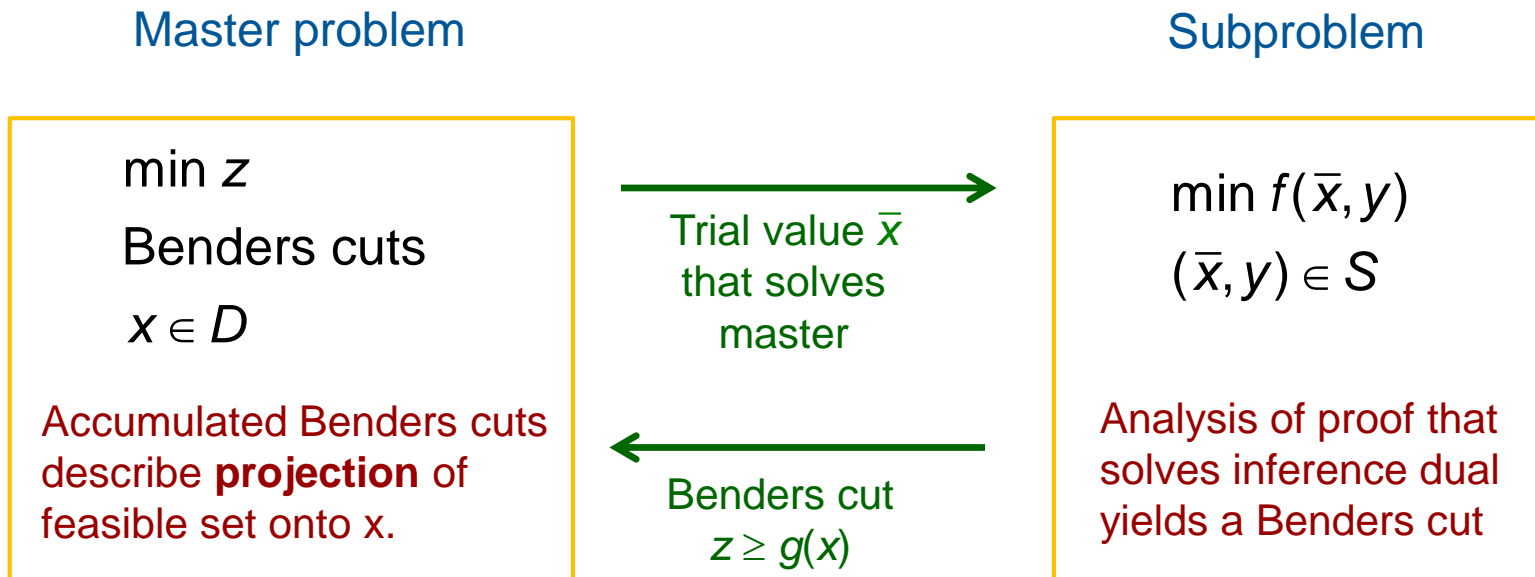 Master problem
Subproblem
min z
Benders cuts
x ∈ D
Accumulated Benders cuts
describe projection of
feasible set onto x.
Trial value x̄
that solves
master
Benders cut
z ≥ g(x)
min f(x̄, y)
(x̄, y) ∈ S
Analysis of proof that
solves inference dual
yields a Benders cut